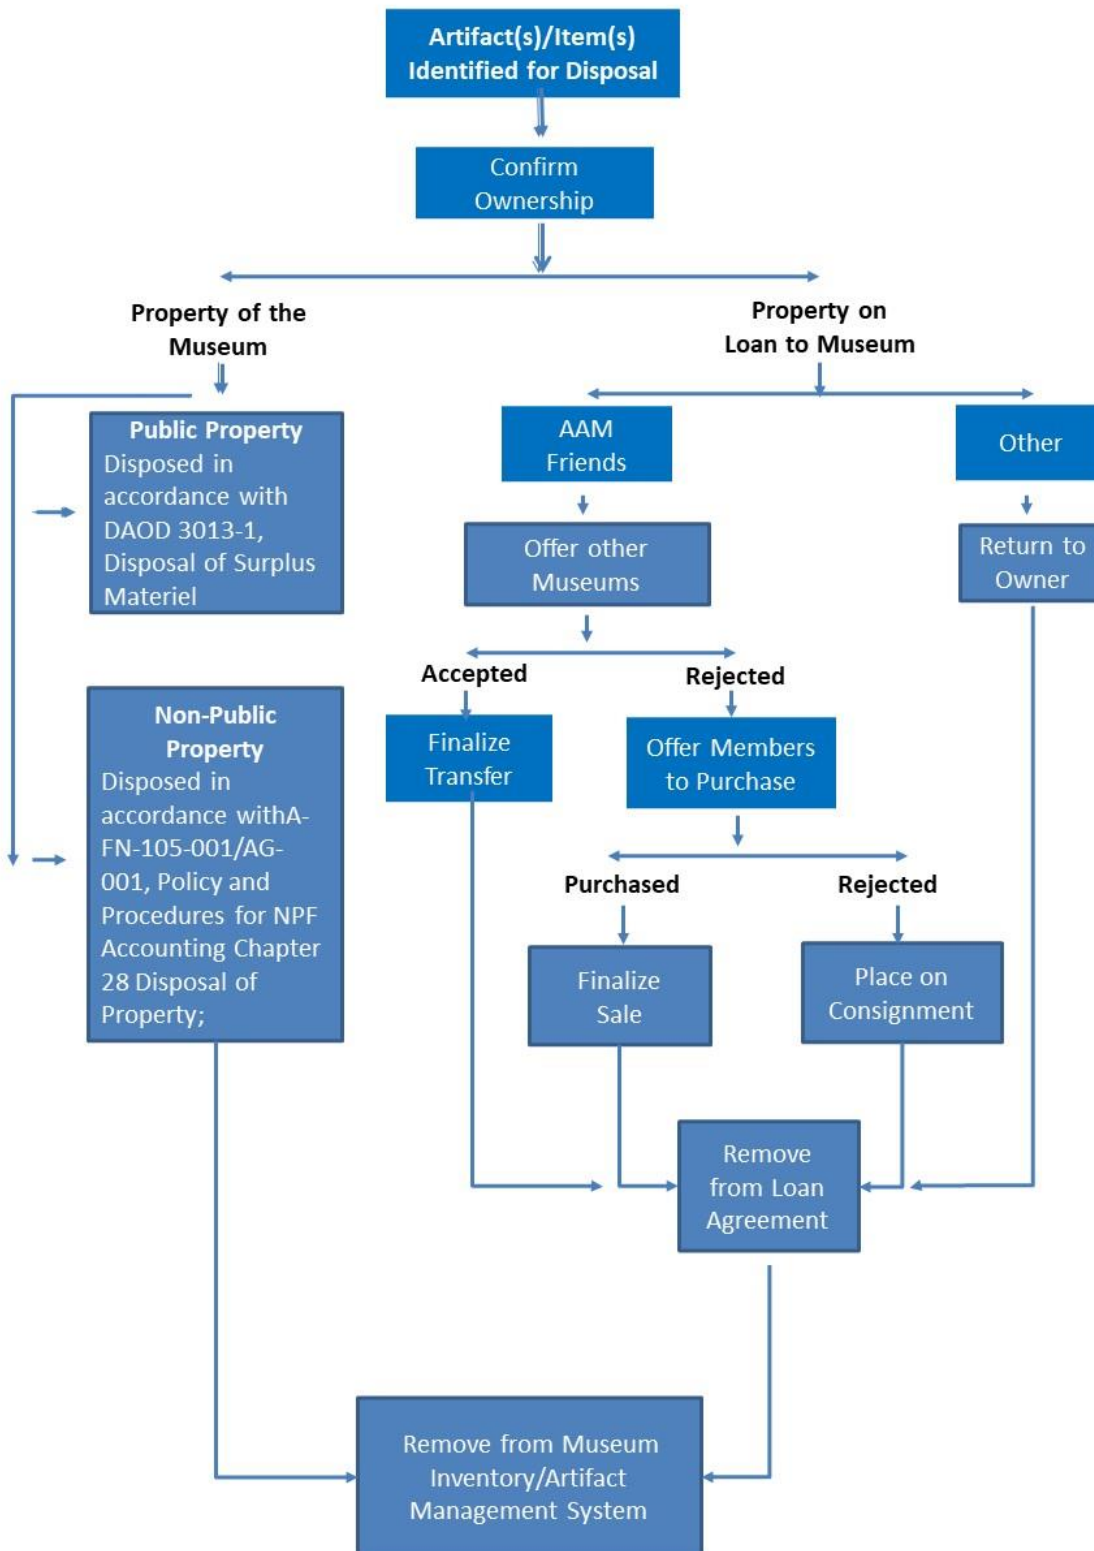 Artifact(s)/Item(s)
Identified for Disposal
Confirm
Ownership
Property of the
Museum
Property on
Loan to Museum
Public Property
Disposed in
accordance with
DAOD 3013-1,
Disposal of Surplus
Materiel
AAM
Friends
Other
Offer other
Museums
Return to
Owner
Accepted
Rejected
Non-Public
Property
Disposed in
accordance withA-
FN-105-001/AG-
001, Policy and
Procedures for NPF
Accounting Chapter
28 Disposal of
Property;
Finalize
Transfer
Offer Members
to Purchase
Purchased
Rejected
Finalize
Sale
Place on
Consignment
Remove
from Loan
Agreement
Remove from Museum
Inventory/Artifact
Management System